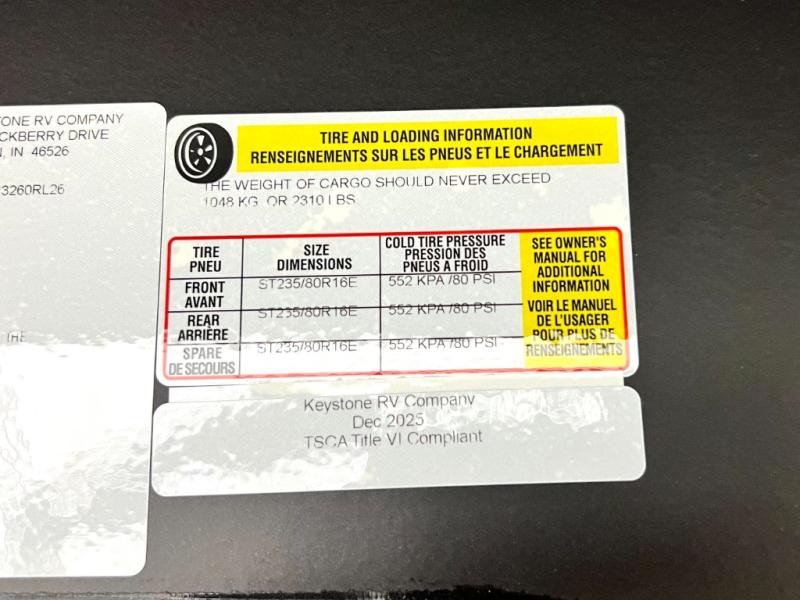 TONE RV COMPANY
CKBERRY DRIVE
N, IN 46526
3260RL26
THE
TIRE AND LOADING INFORMATION
RENSEIGNEMENTS SUR LES PNEUS ET LE CHARGEMENT
THE WEIGHT OF CARGO SHOULD NEVER EXCEED
1048 KG OR 2310 LBS
TIRE
PNEU
SIZE
DIMENSIONS
COLD TIRE PRESSURE
PRESSION DES
PNEUS A FROID
FRONT
AVANT
ST235/80R16E
552 KPA /80 PSI
REAR
ARRIÈRE
ST235/80R16E
552 KPA /80 PSI
SPARE
DE SECOURS
ST235/80R16E
552 KPA /80 PSI
SEE OWNER'S
MANUAL FOR
ADDITIONAL
INFORMATION
VOIR LE MANUEL
DE L'USAGER
POUR PLUS DE
RENSEIGNEMENTS
Keystone RV Company
Dec 2025
TSCA Title VI Compliant